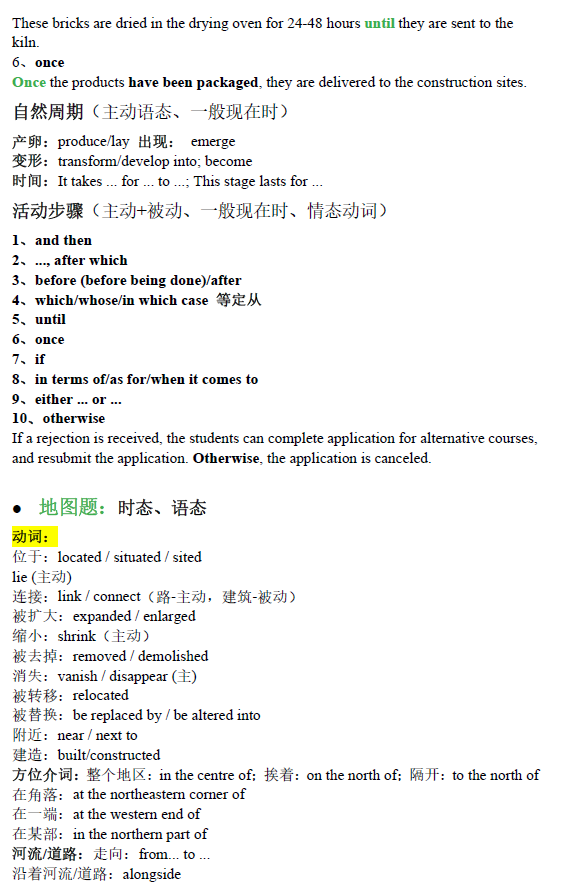 These bricks are dried in the drying oven for 24-48 hours until they are sent to the
kiln.
6、once
Once the products have been packaged, they are delivered to the construction sites.
自然周期（主动语态、一般现在时）
产卵：produce/lay 出现： emerge
变形：transform/develop into; become
时间：It takes ... for ... to ...; This stage lasts for ...
活动步骤（主动+被动、一般现在时、情态动词）
1、and then
2、..., after which
3、before (before being done)/after
4、which/whose/in which case 等定从
5、until
6、once
7、if
8、in terms of/as for/when it comes to
9、either ... or ...
10、otherwise
If a rejection is received, the students can complete application for alternative courses,
and resubmit the application. Otherwise, the application is canceled.
● 地图题：时态、语态
动词：
位于：located / situated / sited
lie (主动)
连接：link / connect（路-主动，建筑-被动）
被扩大：expanded / enlarged
缩小：shrink（主动）
被去掉：removed / demolished
消失：vanish / disappear (主)
被转移：relocated
被替换：be replaced by / be altered into
附近：near / next to
建造：built/constructed
方位介词：整个地区：in the centre of; 挨着：on the north of; 隔开：to the north of
在角落：at the northeastern corner of
在一端：at the western end of
在某部：in the northern part of
河流/道路：走向：from... to ...
沿着河流/道路：alongside